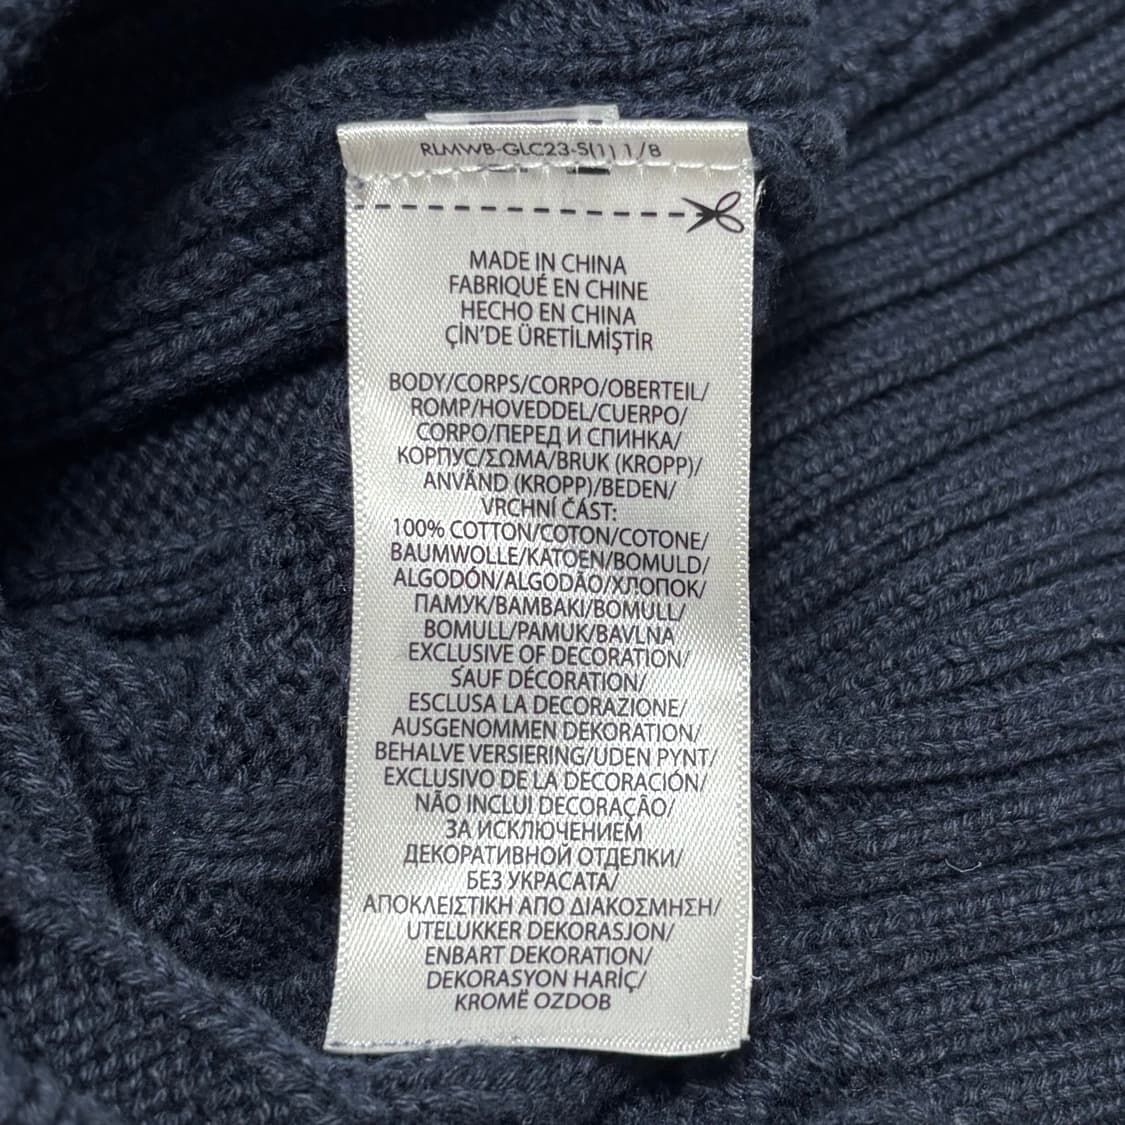 RLMWB-GLC23-S(1) 1/8
MADE IN CHINA
FABRIQUÉ EN CHINE
HECHO EN CHINA
ÇİN'DE ÜRETİLMİŞTİR
BODY/CORPS/CORPO/OBERTEIL/
ROMP/HOVEDDEL/CUERPO/
CORPO/ПЕРЕД И СПИНКА/
КОРПУС/ΣΩΜΑ/BRUK (KROPP)/
ANVÄND (KROPP)/BEDEN/
VRCHNÍ ČÁST:
100% COTTON/COTON/COTONE/
BAUMWOLLE/KATOEN/BOMULD/
ALGODÓN/ALGODÃO/ХЛОПОК/
ПАМУК/BAMBAKI/BOMULL/
BOMULL/PAMUK/BAVLNA
EXCLUSIVE OF DECORATION/
SAUF DÉCORATION/
ESCLUSA LA DECORAZIONE/
AUSGENOMMEN DEKORATION/
BEHALVE VERSIERING/UDEN PYNT/
EXCLUSIVO DE LA DECORACIÓN/
NÃO INCLUI DECORAÇÃO/
ЗА ИСКЛЮЧЕНИЕМ
ДЕКОРАТИВНОЙ ОТДЕЛКИ/
БЕЗ УКРАСАТА/
ΑΠΟΚΛΕΙΣΤΙΚΗ ΑΠΟ ΔΙΑΚΟΣΜΗΣΗ/
UTELUKKER DEKORASJON/
ENBART DEKORATION/
DEKORASYON HARİÇ/
KROMĚ OZDOB